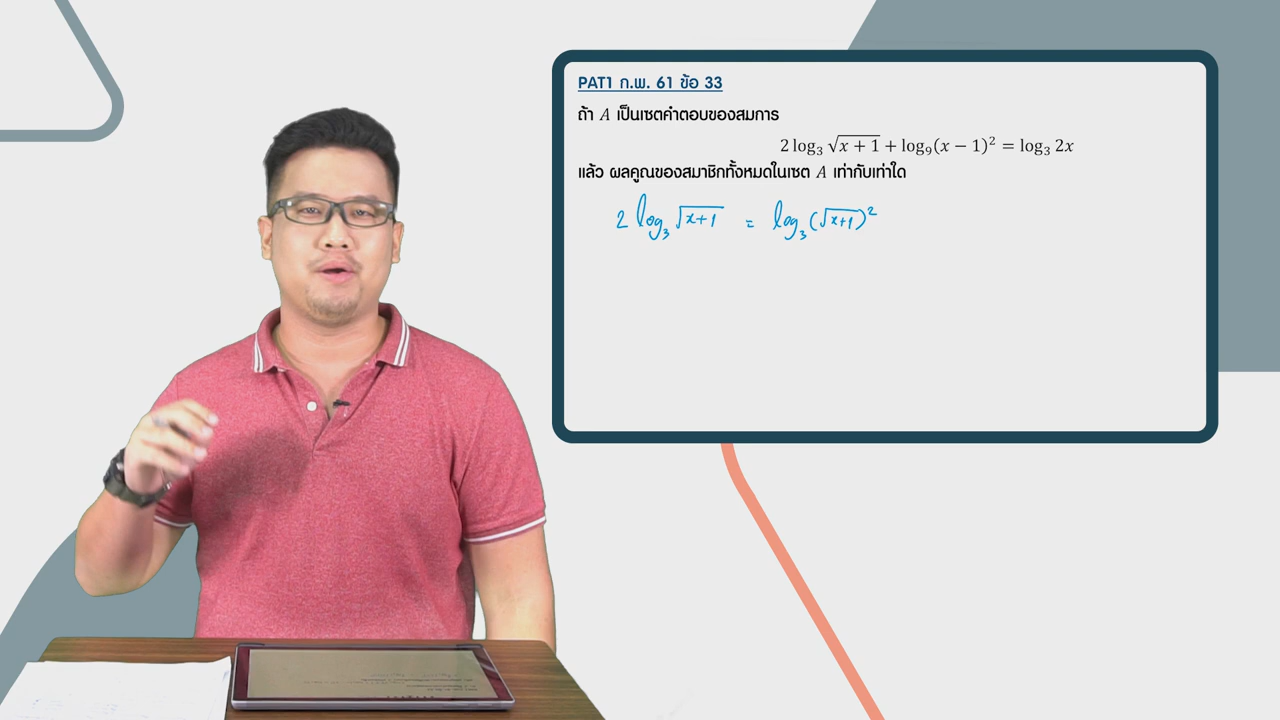 PAT1 ก.พ. 61 ข้อ 33
ถ้า A เป็นเซตคำตอบของสมการ
2 log₃ √(x + 1) + log₉(x − 1)² = log₃ 2x
แล้ว ผลคูณของสมาชิกทั้งหมดในเซต A เท่ากับเท่าใด
2 log₃ √(x+1) = log₃ (√(x+1))²